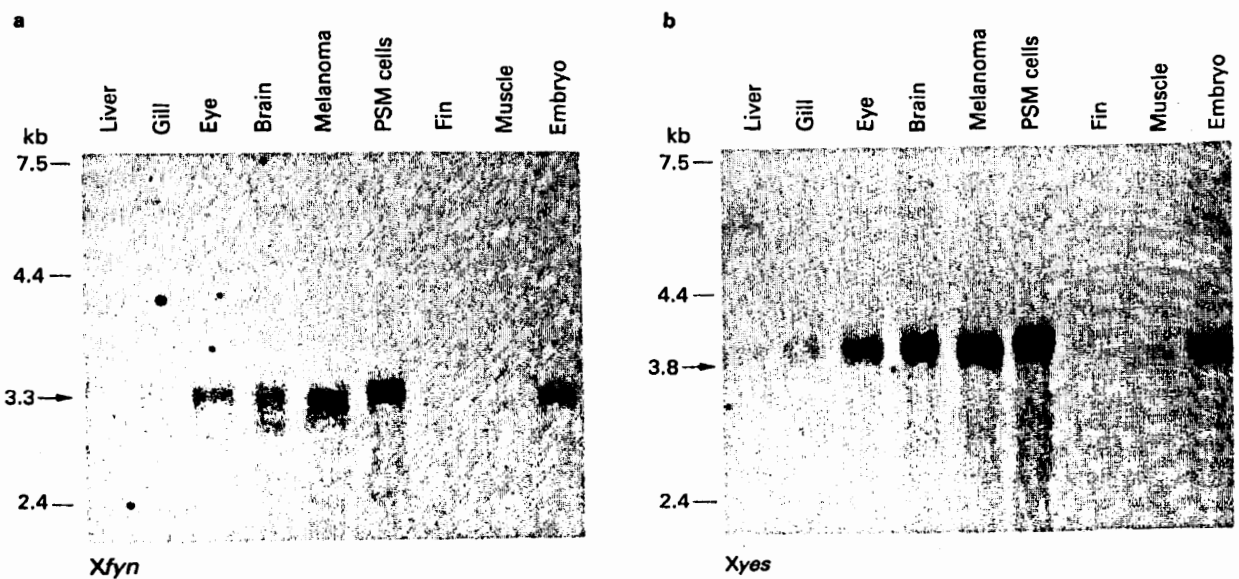 a
Liver Gill Eye Brain Melanoma PSM cells Fin Muscle Embryo
kb
7.5
4.4
3.3
2.4
Xfyn
b
Liver Gill Eye Brain Melanoma PSM cells Fin Muscle Embryo
kb
7.5
4.4
3.8
2.4
Xyes